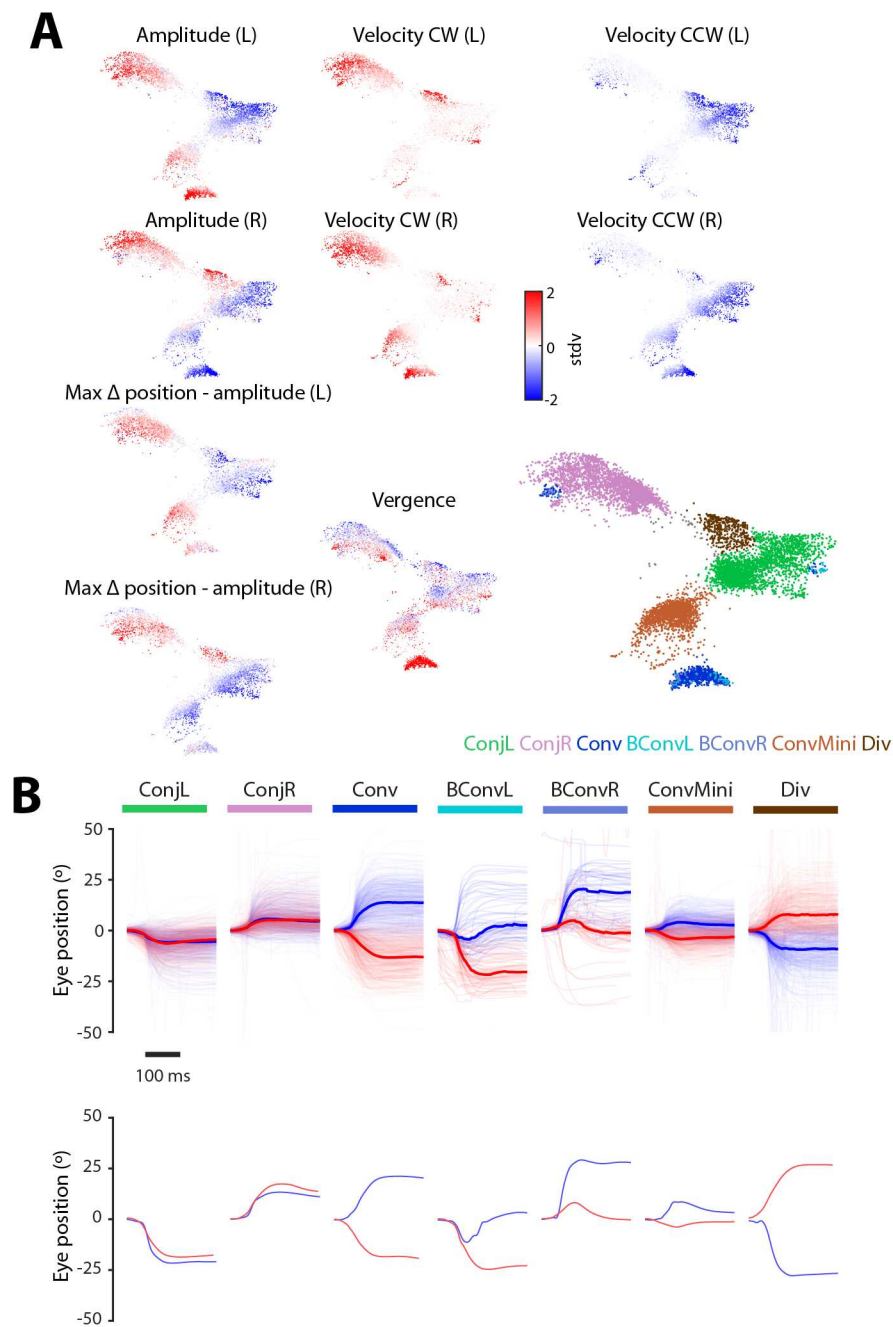 A
Amplitude (L)
Velocity CW (L)
Velocity CCW (L)
Amplitude (R)
Velocity CW (R)
Velocity CCW (R)
2
0
-2
stdv
Max Δ position - amplitude (L)
Vergence
Max Δ position - amplitude (R)
ConjL ConjR Conv BConvL BConvR ConvMini Div
B
ConjL ConjR Conv BConvL BConvR ConvMini Div
Eye position (º)
50
25
0
-25
-50
100 ms
Eye position (º)
50
25
0
-25
-50